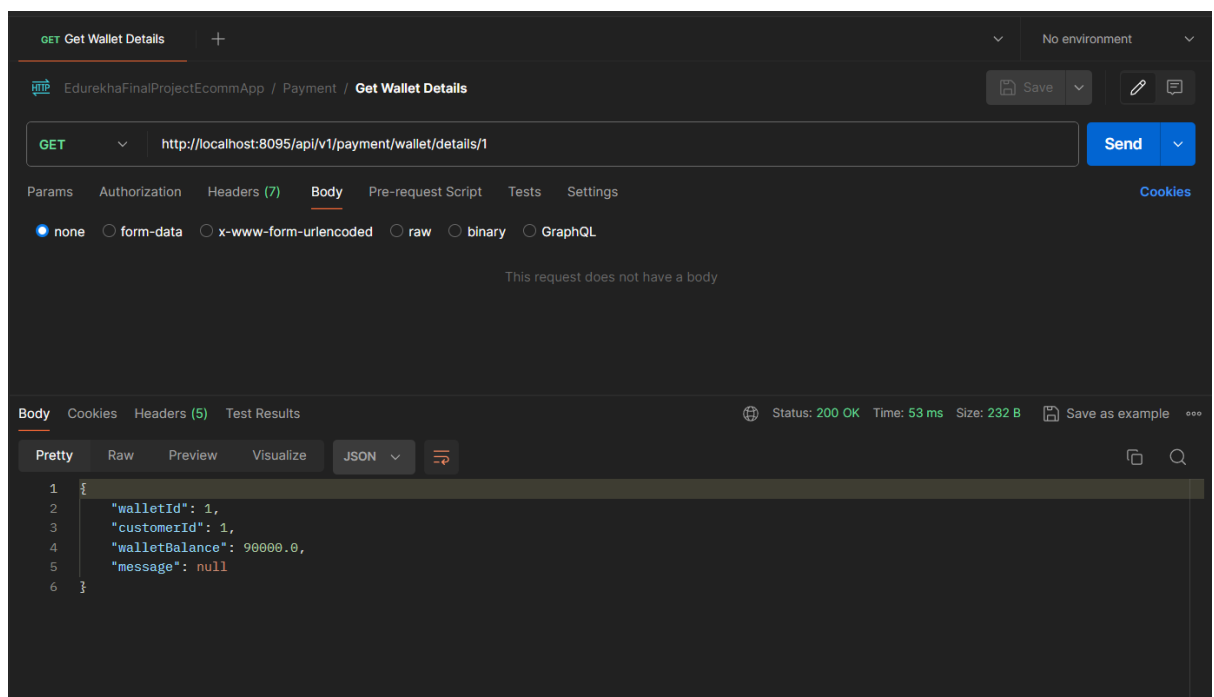 GET Get Wallet Details
No environment
HTTP EdurekhaFinalProjectEcommApp / Payment / Get Wallet Details
Save
GET http://localhost:8095/api/v1/payment/wallet/details/1 Send
Params Authorization Headers (7) Body Pre-request Script Tests Settings Cookies
none form-data x-www-form-urlencoded raw binary GraphQL
This request does not have a body
Body Cookies Headers (5) Test Results Status: 200 OK Time: 53 ms Size: 232 B Save as example
Pretty Raw Preview Visualize JSON
1 {
2 "walletId": 1,
3 "customerId": 1,
4 "walletBalance": 90000.0,
5 "message": null
6 }